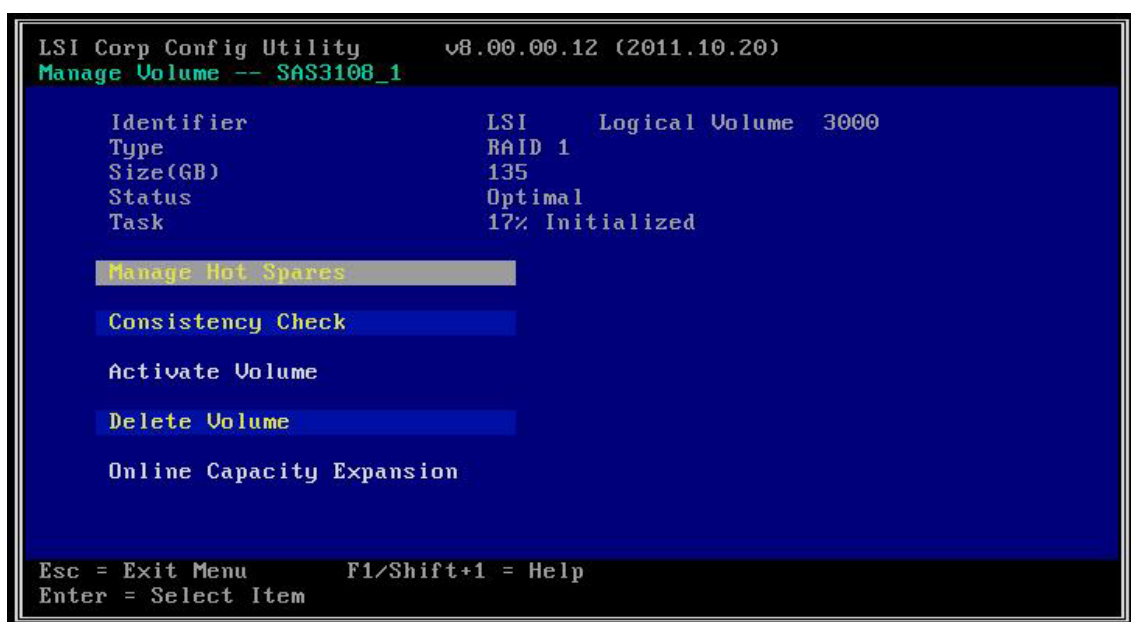 LSI Corp Config Utility v8.00.00.12 (2011.10.20)
Manage Volume -- SAS3108_1
Identifier LSI Logical Volume 3000
Type RAID 1
Size(GB) 135
Status Optimal
Task 17% Initialized
Manage Hot Spares
Consistency Check
Activate Volume
Delete Volume
Online Capacity Expansion
Esc = Exit Menu F1/Shift+1 = Help
Enter = Select Item